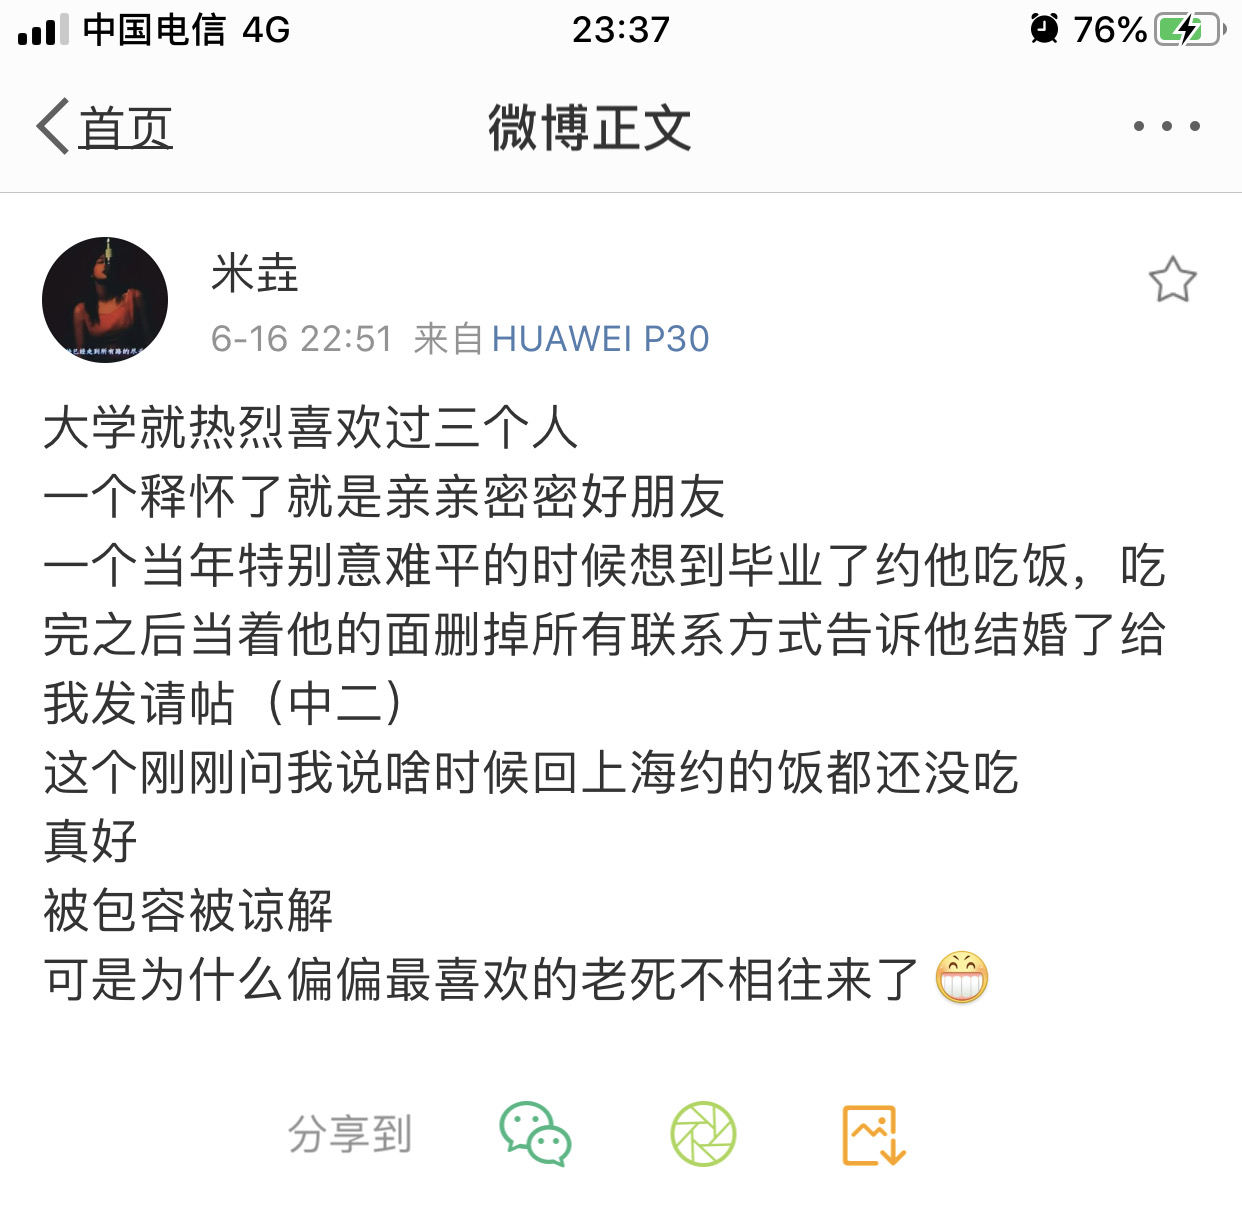 中国电信 4G 23:37 76%
首页 微博正文
米垚
6-16 22:51 来自HUAWEI P30
大学就热烈喜欢过三个人
一个释怀了就是亲亲密密好朋友
一个当年特别意难平的时候想到毕业了约他吃饭，吃
完之后当着他的面删掉所有联系方式告诉他结婚了给
我发请帖（中二）
这个刚刚问我说啥时候回上海约的饭都还没吃
真好
被包容被谅解
可是为什么偏偏最喜欢的老死不相往来了
分享到